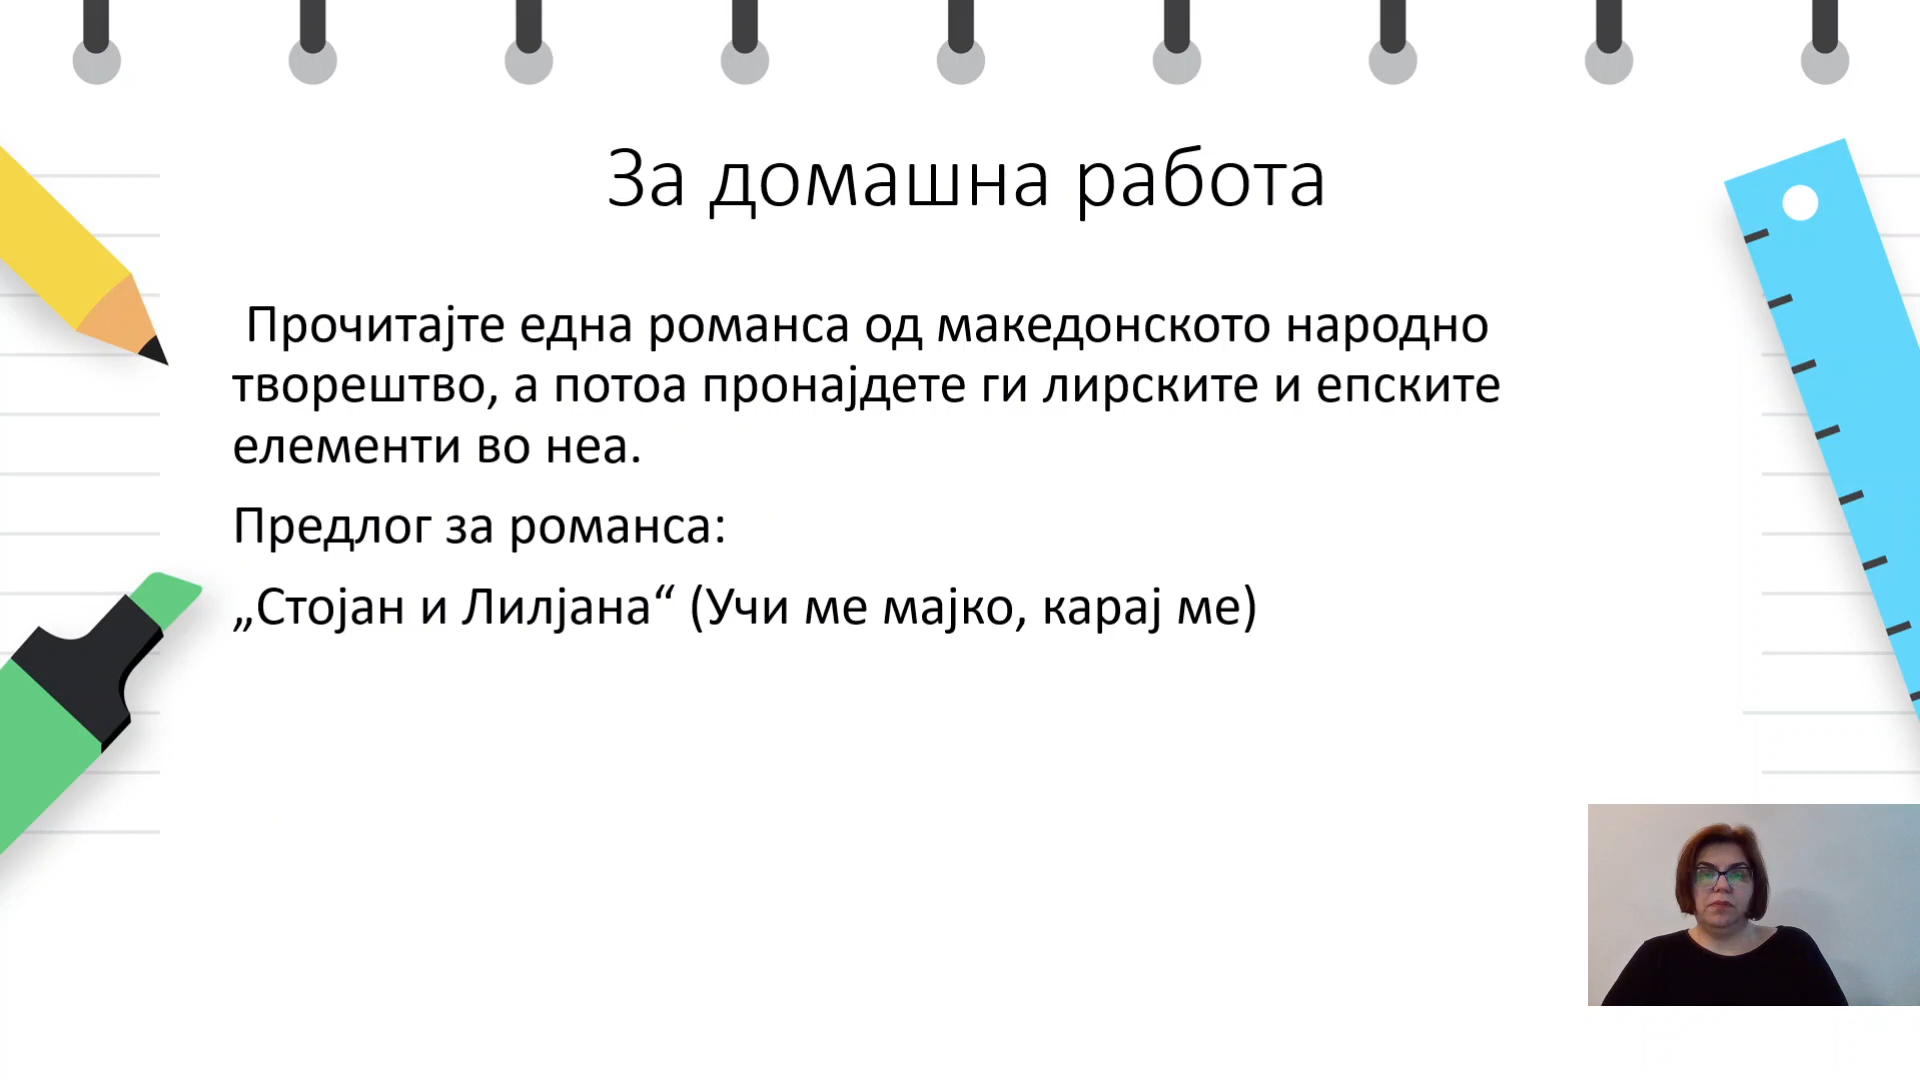 За домашна работа
Прочитајте една романса од македонското народно
творештво, а потоа пронајдете ги лирските и епските
елементи во неа.
Предлог за романса:
„Стојан и Лилјана“ (Учи ме мајко, карај ме)